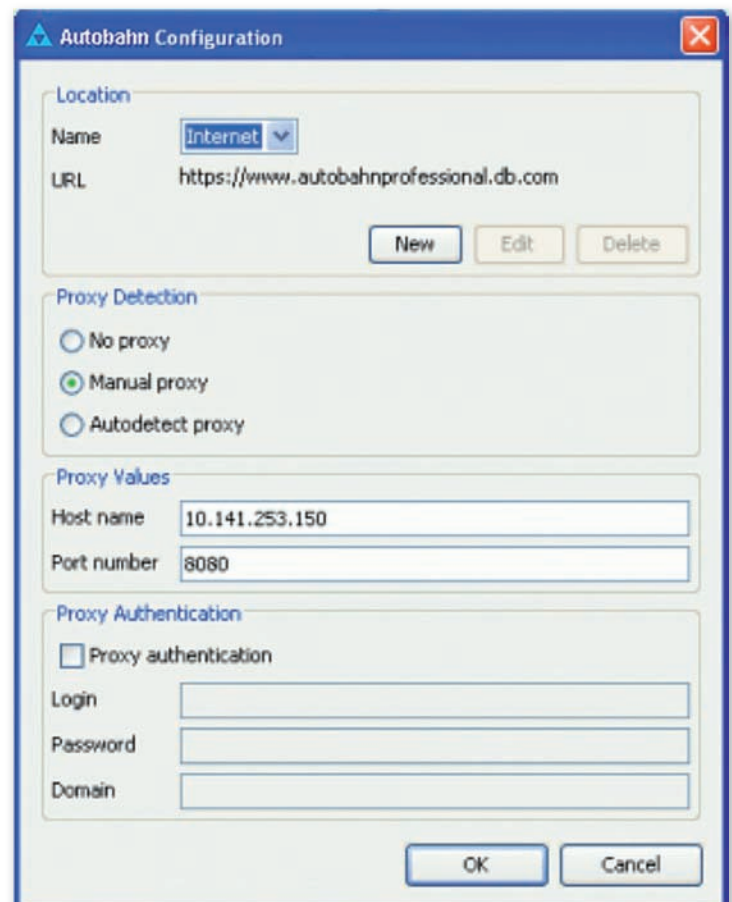 Autobahn Configuration
Location
Name Internet
URL https://www.autobahnprofessional.db.com
New Edit Delete
Proxy Detection
No proxy
Manual proxy
Autodetect proxy
Proxy Values
Host name 10.141.253.150
Port number 8080
Proxy Authentication
Proxy authentication
Login
Password
Domain
OK Cancel